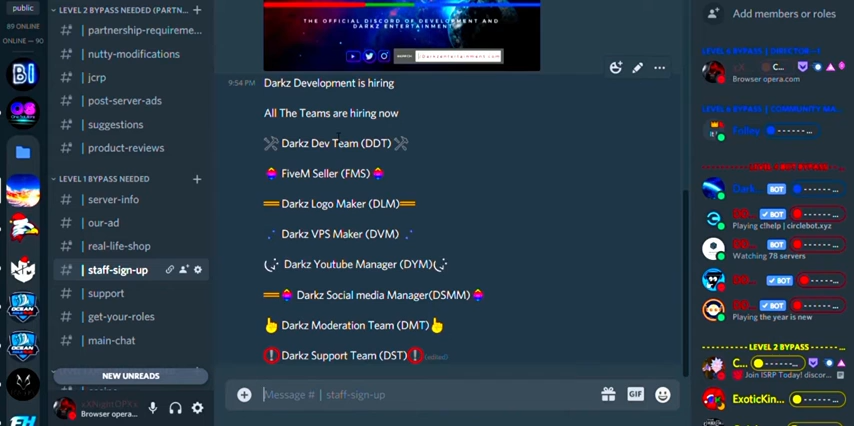 public
89 ONLINE
ONLINE — 90
LEVEL 2 BYPASS NEEDED (PARTN...
partnership-requireme...
nutty-modifications
jcrp
post-server-ads
suggestions
product-reviews
LEVEL 1 BYPASS NEEDED
server-info
our-ad
real-life-shop
staff-sign-up
support
get-your-roles
main-chat
NEW UNREADS
Browser opera...
THE OFFICIAL DISCORD OF DEVELOPMENT AND
DARKZ ENTERTAINMENT
9:54 PM
Darkz Development is hiring
All The Teams are hiring now
Darkz Dev Team (DDT)
FiveM Seller (FMS)
Darkz Logo Maker (DLM)
Darkz VPS Maker (DVM)
Darkz Youtube Manager (DYM)
Darkz Social media Manager(DSMM)
Darkz Moderation Team (DMT)
Darkz Support Team (DST) (edited)
Message # | staff-sign-up
GIF
Add members or roles
C...
Browser opera.com
LEVEL 6 BYPASS | COMMUNITY MA...
Dark... BOT
BOT
Playing c!help | circlebot.xyz
BOT
Watching 78 servers
BOT
BOT
Playing the year is new
LEVEL 2 BYPASS
C...
Join ISRP Today! discor...
ExoticKin...